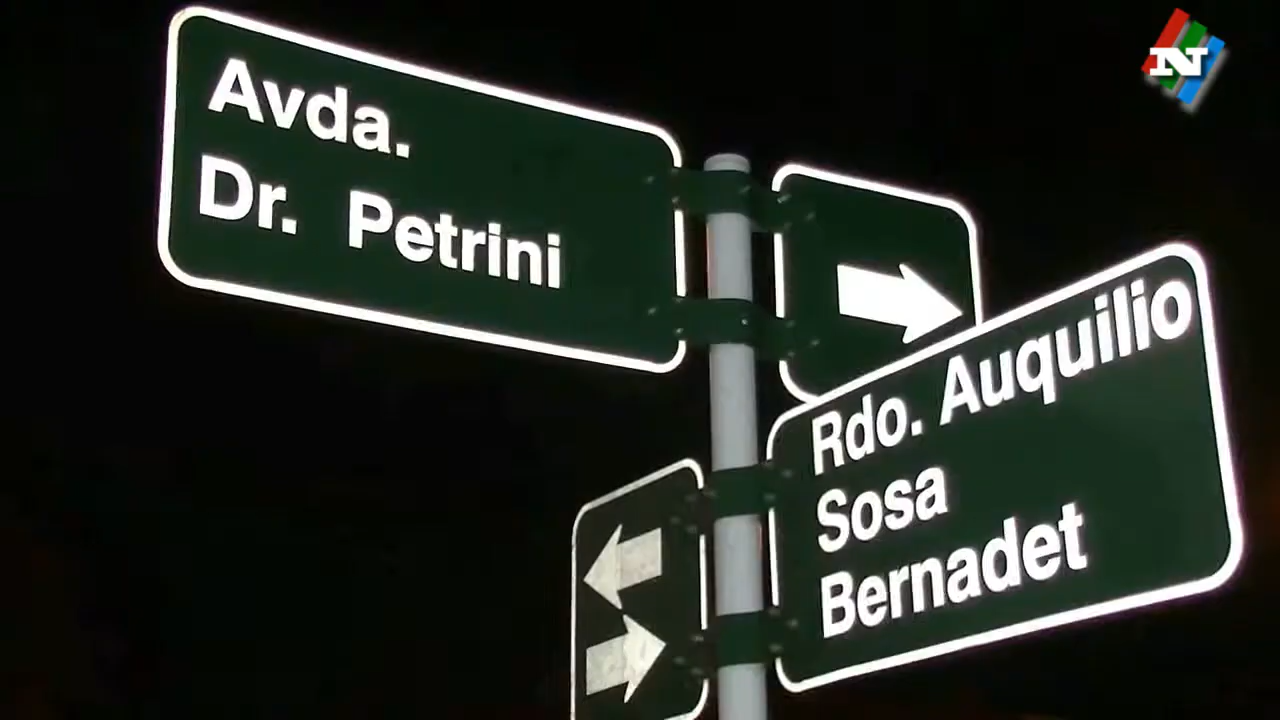 Avda.
Dr. Petrini
Rdo. Auquilio
Sosa
Bernadet
N